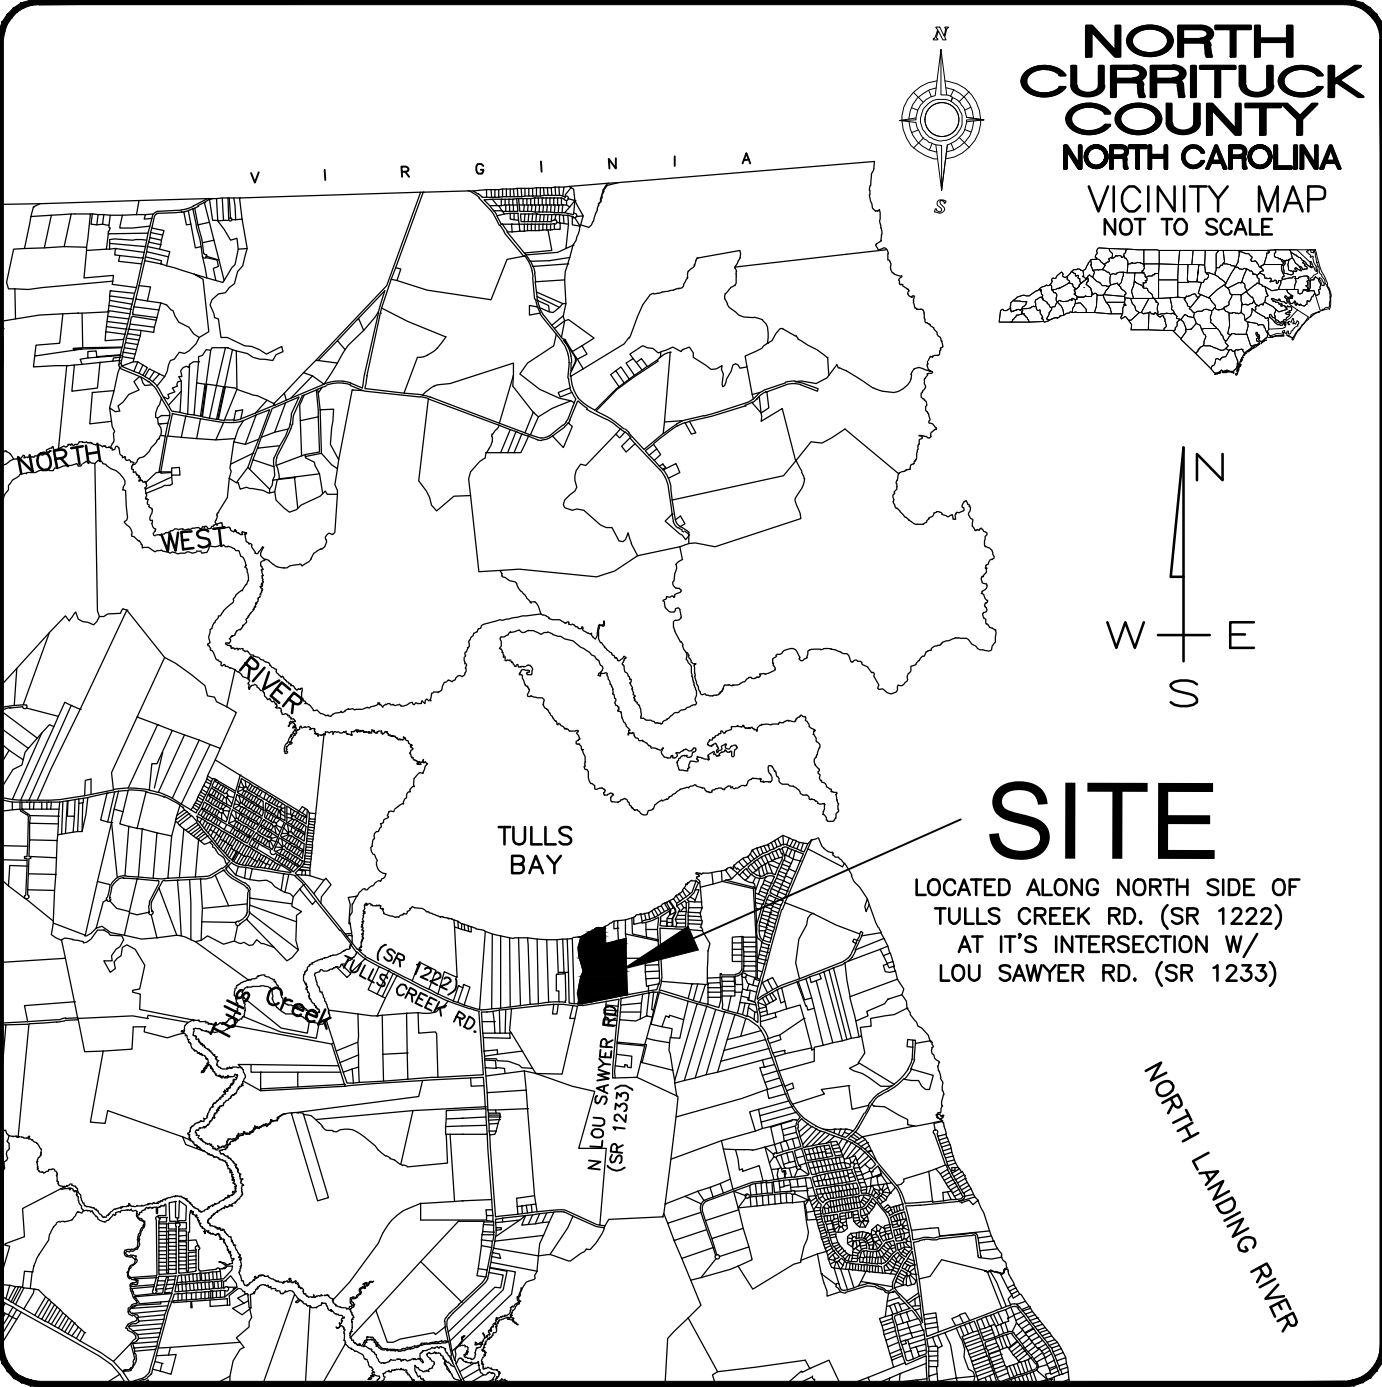 NORTH
CURRITUCK
COUNTY
NORTH CAROLINA
VICINITY MAP
NOT TO SCALE
N
S
V I R G I N I A
N
W E
S
NORTH
WEST
RIVER
TULLS
BAY
SITE
LOCATED ALONG NORTH SIDE OF
TULLS CREEK RD. (SR 1222)
AT IT'S INTERSECTION W/
LOU SAWYER RD. (SR 1233)
(SR 1222)
TULLS CREEK RD.
Tulls Creek
N LOU SAWYER RD
(SR 1233)
NORTH LANDING RIVER